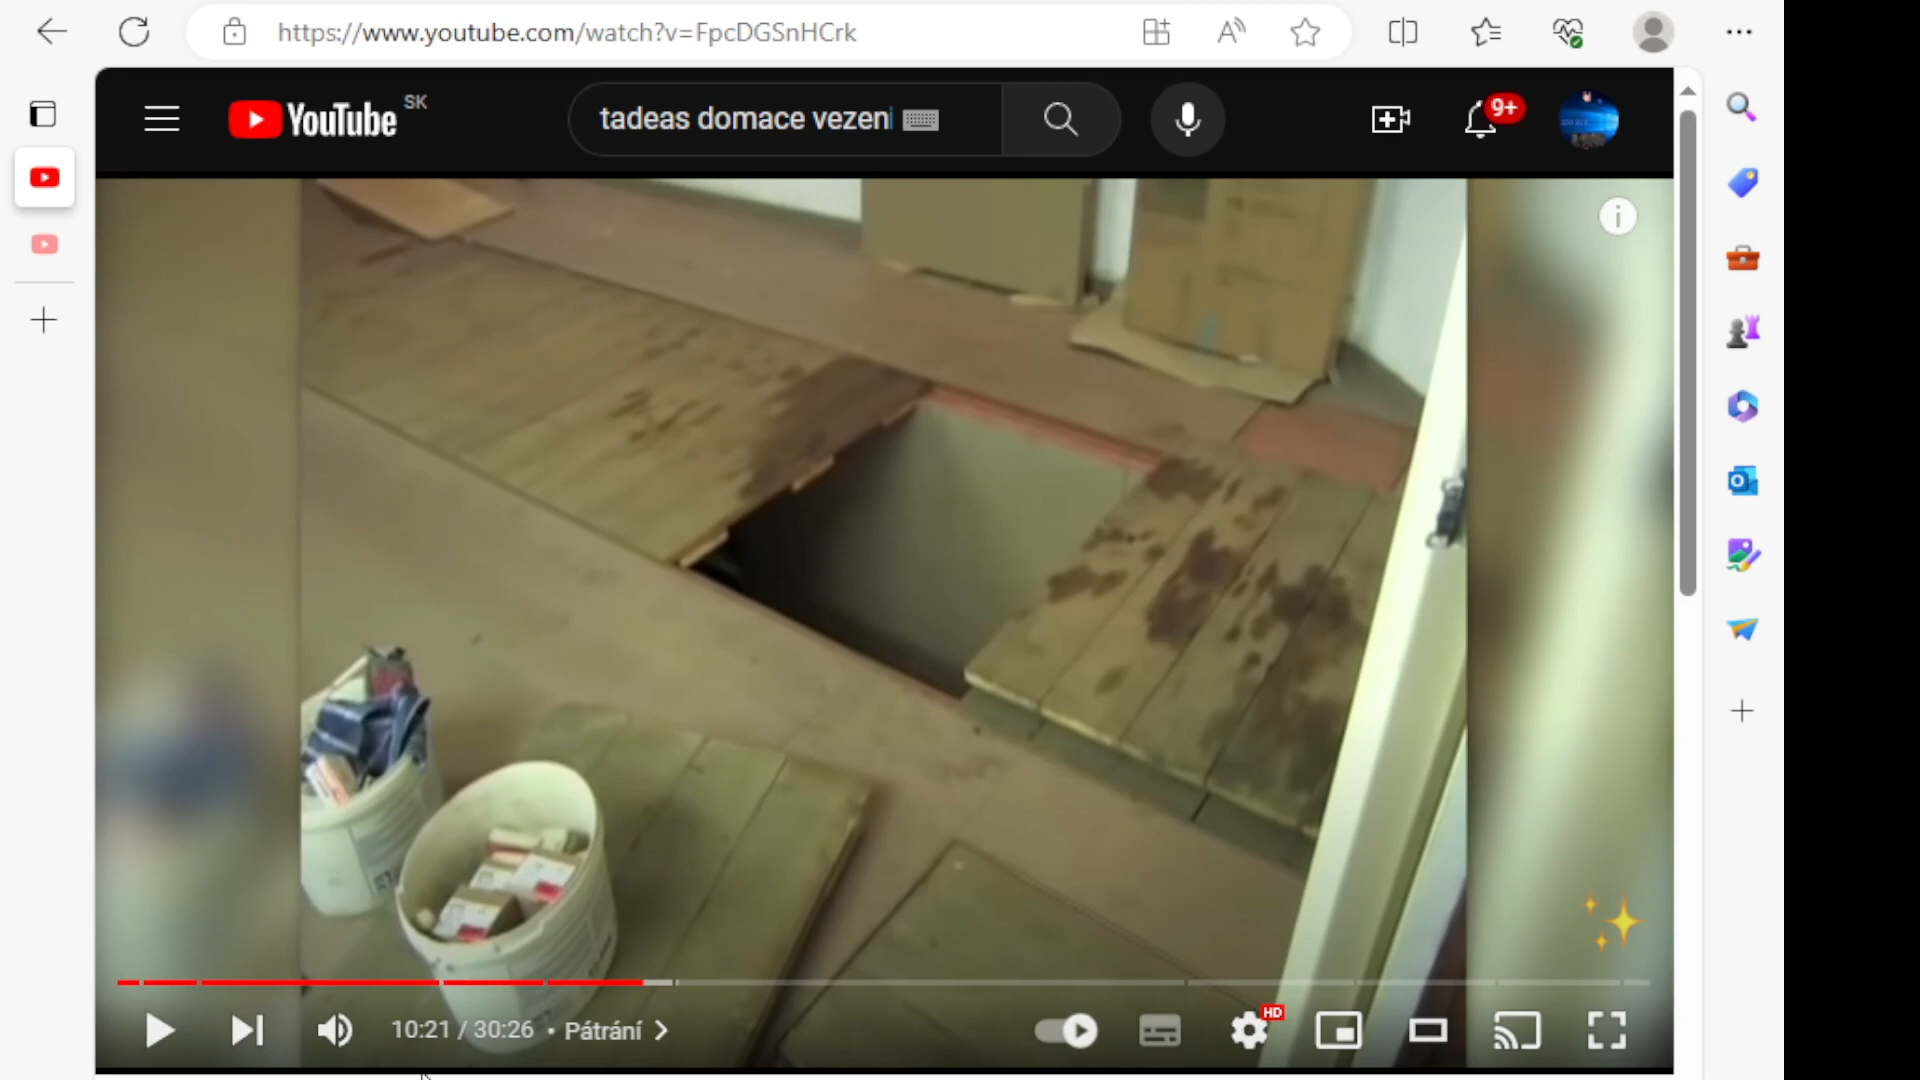 https://www.youtube.com/watch?v=FpcDGSnHCrk
YouTube SK
tadeas domace vezeni
9+
10:21 / 30:26 • Pátrání
HD